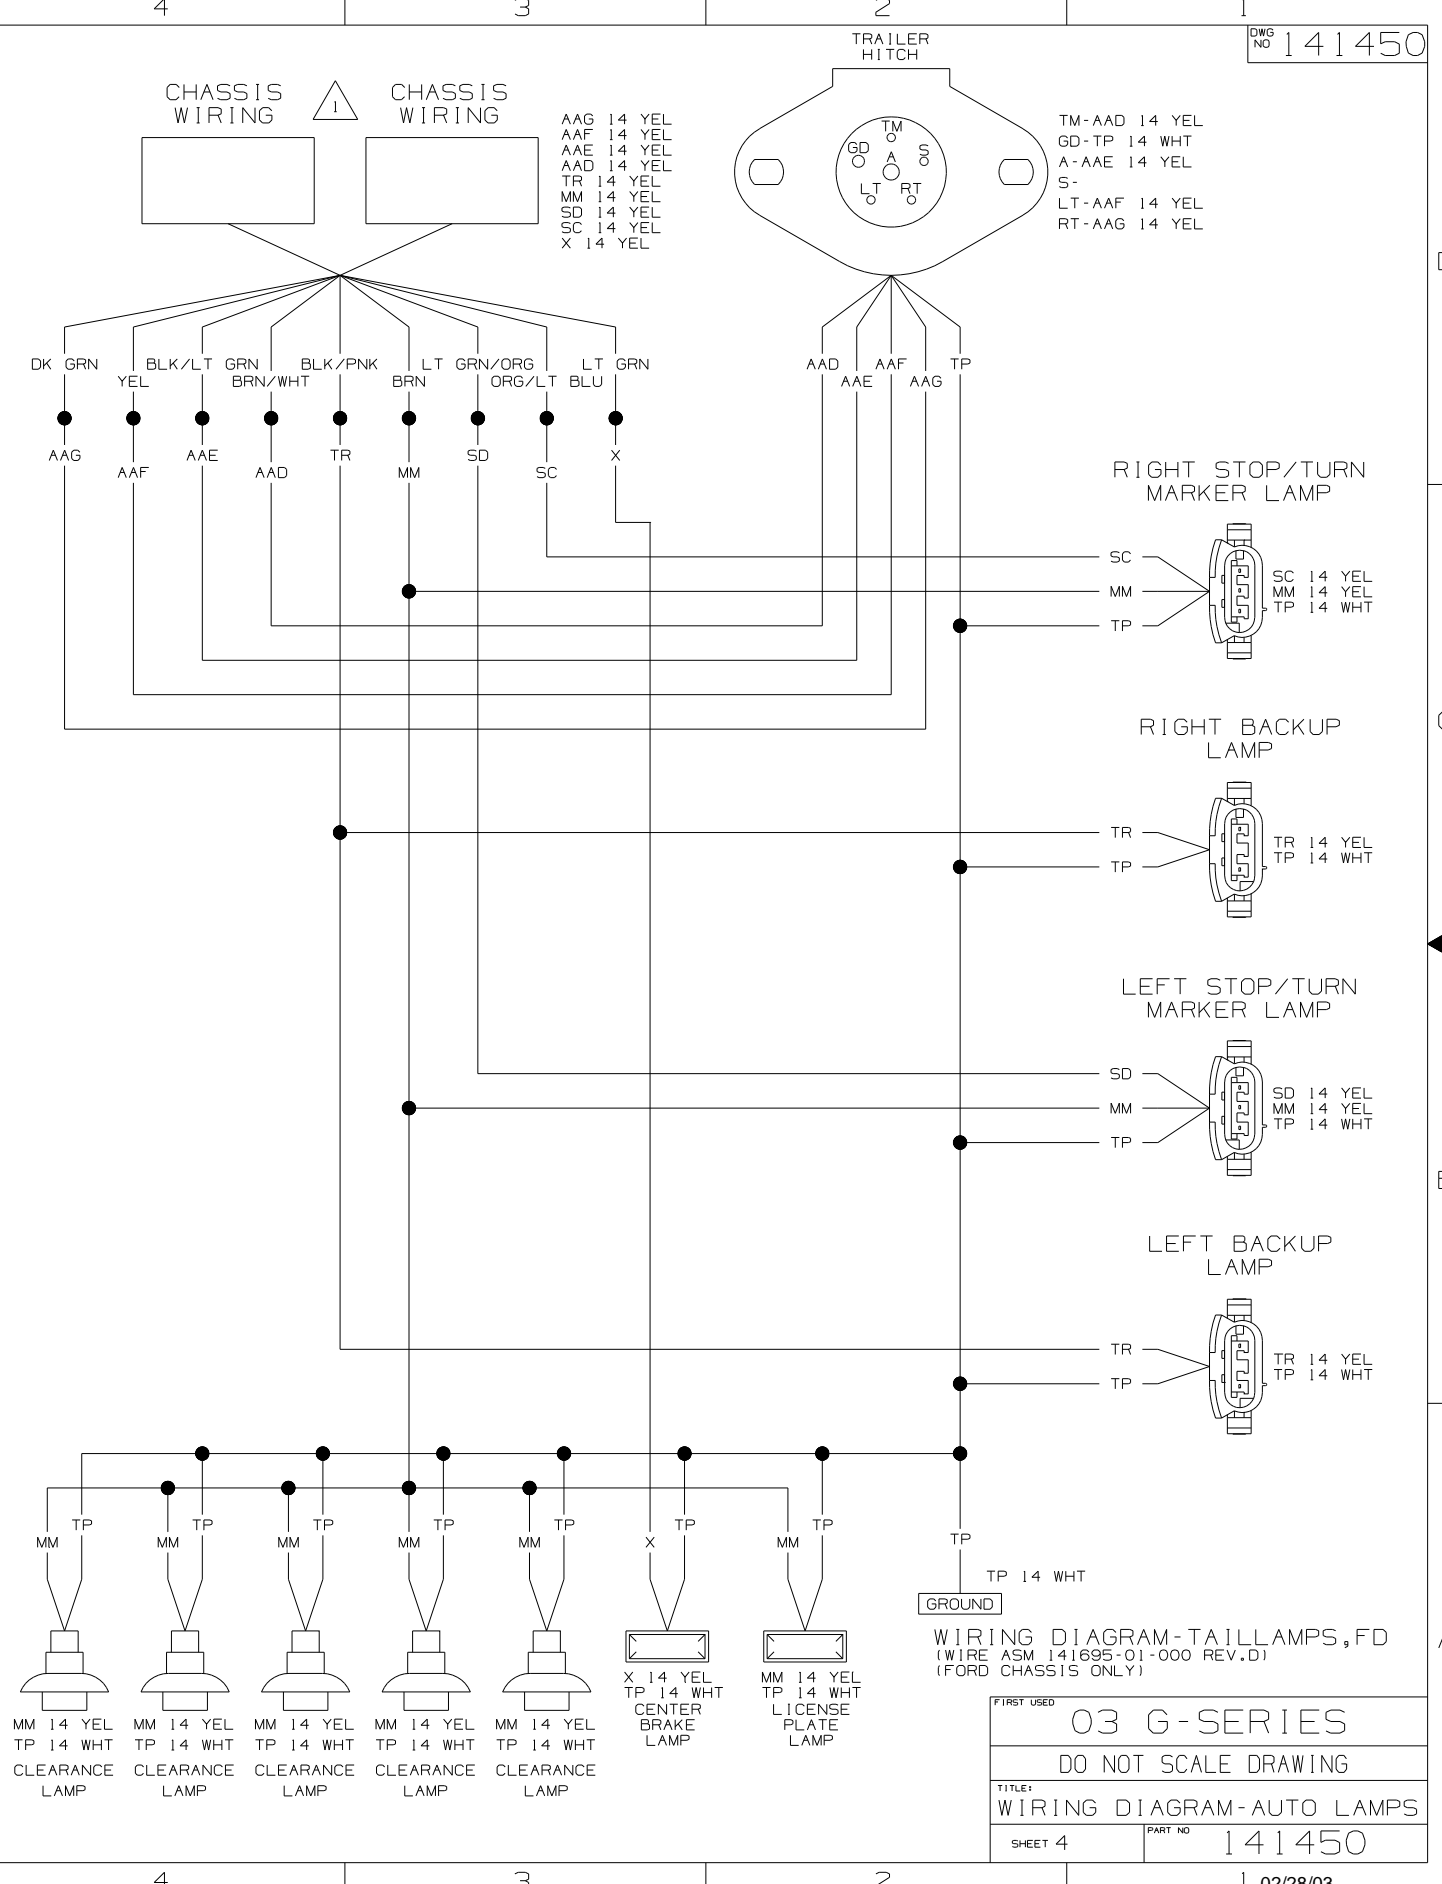 4 3 2 1
DWG NO 141450
TRAILER
HITCH
CHASSIS
WIRING
1
CHASSIS
WIRING
AAG 14 YEL
AAF 14 YEL
AAE 14 YEL
AAD 14 YEL
TR 14 YEL
MM 14 YEL
SD 14 YEL
SC 14 YEL
X 14 YEL
TM
GD A S
LT RT
TM-AAD 14 YEL
GD-TP 14 WHT
A-AAE 14 YEL
S-
LT-AAF 14 YEL
RT-AAG 14 YEL
DK GRN BLK/LT GRN BLK/PNK LT GRN/ORG LT GRN
YEL BRN/WHT BRN ORG/LT BLU
AAD AAF TP
AAE AAG
AAG AAE TR SD X
AAF AAD MM SC
RIGHT STOP/TURN
MARKER LAMP
SC
MM
TP
SC 14 YEL
MM 14 YEL
TP 14 WHT
RIGHT BACKUP
LAMP
TR
TP
TR 14 YEL
TP 14 WHT
LEFT STOP/TURN
MARKER LAMP
SD
MM
TP
SD 14 YEL
MM 14 YEL
TP 14 WHT
LEFT BACKUP
LAMP
TR
TP
TR 14 YEL
TP 14 WHT
TP TP TP TP TP TP TP
MM MM MM MM MM X MM
TP
TP 14 WHT
GROUND
MM 14 YEL
TP 14 WHT
CLEARANCE
LAMP
MM 14 YEL
TP 14 WHT
CLEARANCE
LAMP
MM 14 YEL
TP 14 WHT
CLEARANCE
LAMP
MM 14 YEL
TP 14 WHT
CLEARANCE
LAMP
MM 14 YEL
TP 14 WHT
CLEARANCE
LAMP
X 14 YEL
TP 14 WHT
CENTER
BRAKE
LAMP
MM 14 YEL
TP 14 WHT
LICENSE
PLATE
LAMP
WIRING DIAGRAM-TAILLAMPS,FD
(WIRE ASM 141695-01-000 REV.D)
(FORD CHASSIS ONLY)
FIRST USED
03 G-SERIES
DO NOT SCALE DRAWING
TITLE:
WIRING DIAGRAM-AUTO LAMPS
SHEET 4
PART NO 141450
4 3 2 1
02/28/03